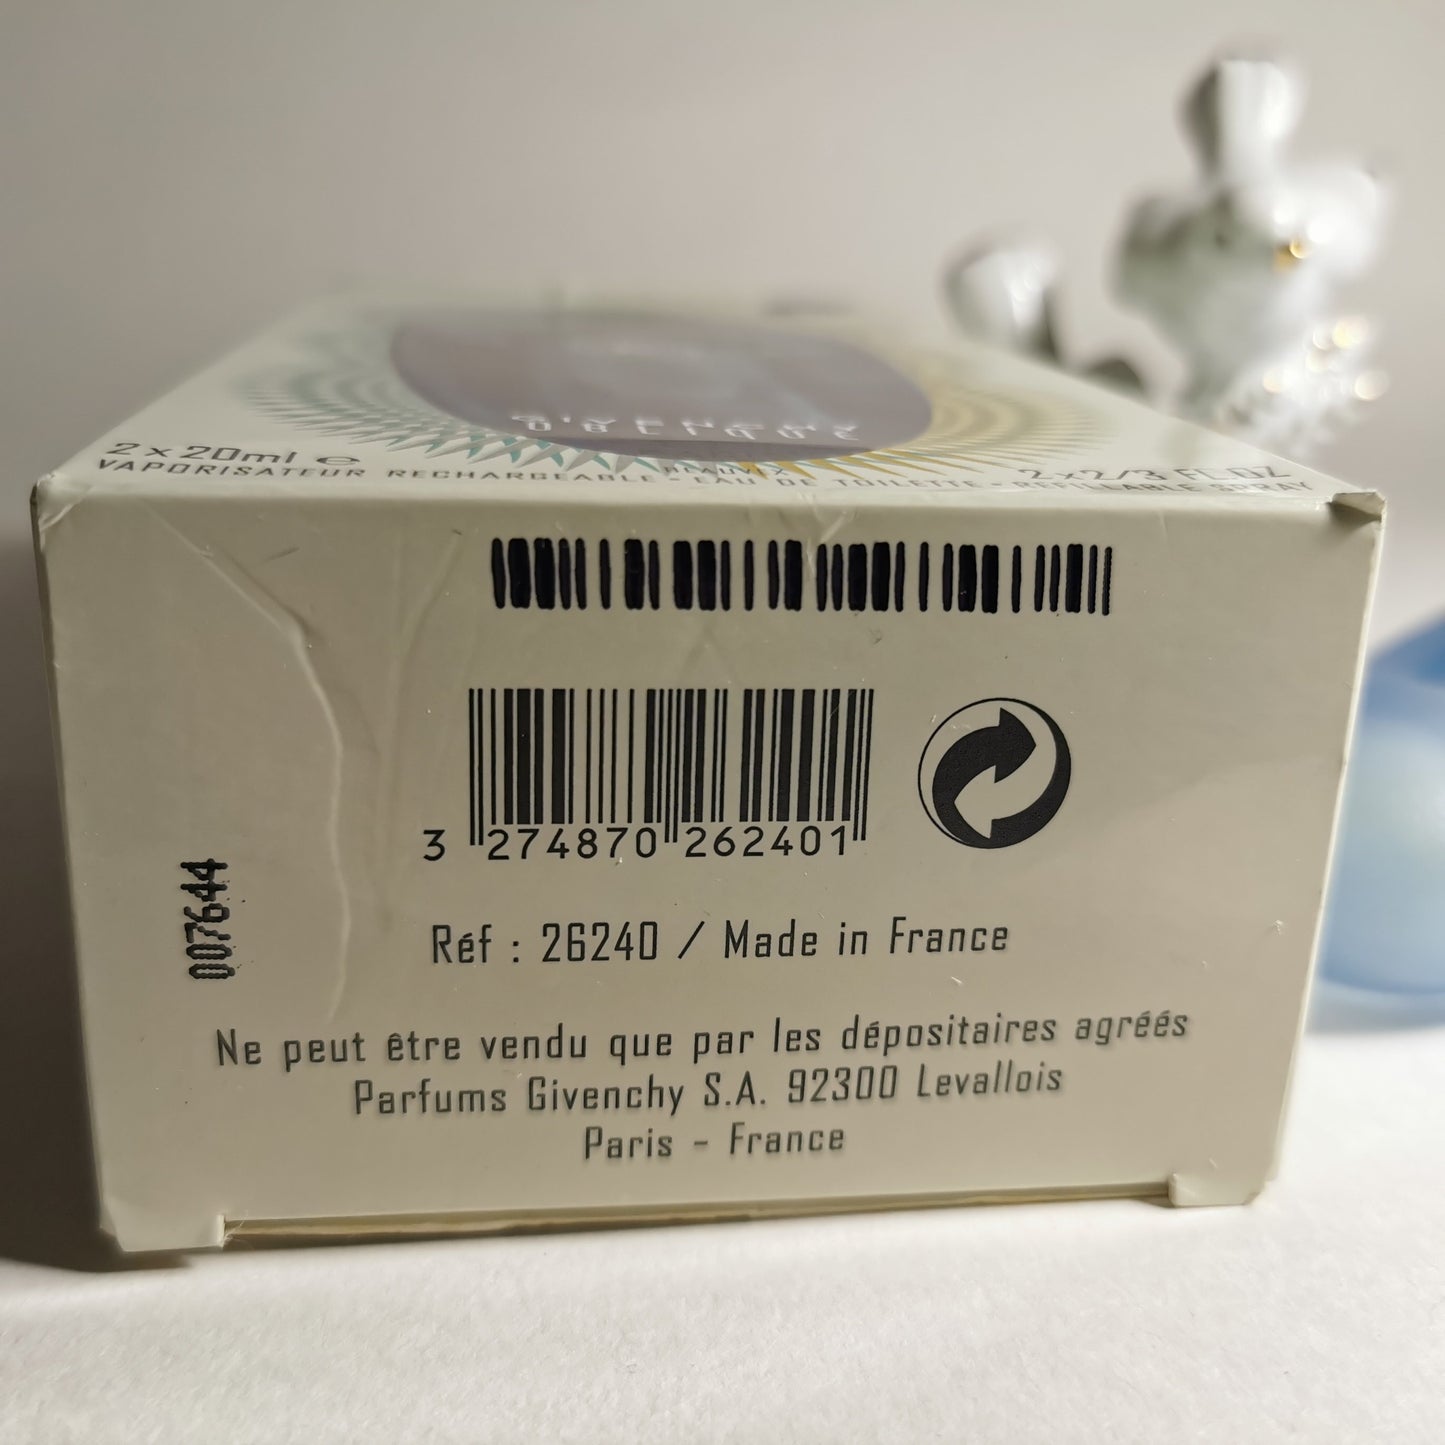 GIVENCHY
OBLIQUE
2 x 20ml e
2 x 2/3 FL.OZ
VAPORISATEUR RECHARGEABLE - EAU DE TOILETTE - REFILLABLE SPRAY
3 274870 262401
007644
Réf : 26240 / Made in France
Ne peut être vendu que par les dépositaires agréés
Parfums Givenchy S.A. 92300 Levallois
Paris - France